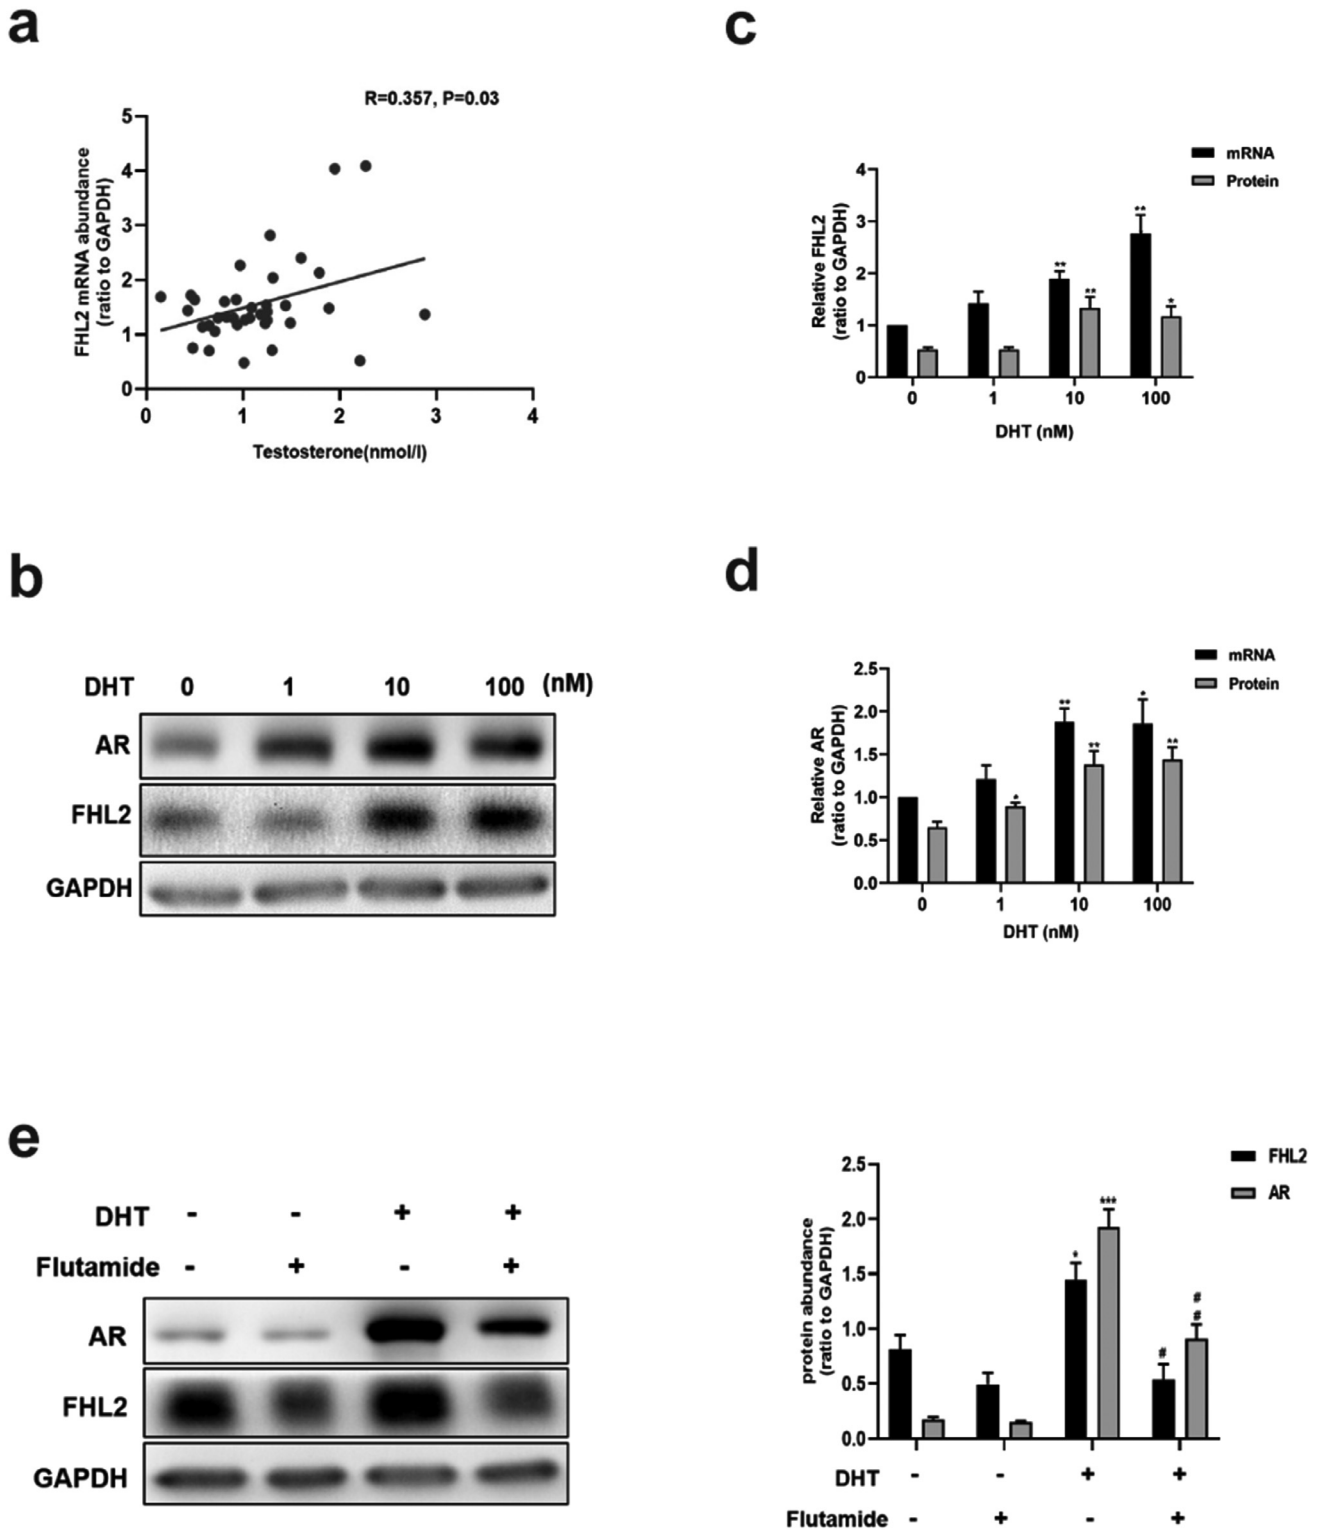 a
R=0.357, P=0.03
FHL2 mRNA abundance
(ratio to GAPDH)
5
4
3
2
1
0
0 1 2 3 4
Testosterone(nmol/l)
c
mRNA
Protein
Relative FHL2
(ratio to GAPDH)
4
3
2
1
0
** ** ** *
0 1 10 100
DHT (nM)
b
DHT 0 1 10 100 (nM)
AR
FHL2
GAPDH
d
mRNA
Protein
Relative AR
(ratio to GAPDH)
2.5
2.0
1.5
1.0
0.5
0.0
* ** ** * **
0 1 10 100
DHT (nM)
e
DHT - - + +
Flutamide - + - +
AR
FHL2
GAPDH
FHL2
AR
protein abundance
(ratio to GAPDH)
2.5
2.0
1.5
1.0
0.5
0.0
* *** # # #
DHT - - + +
Flutamide - + - +